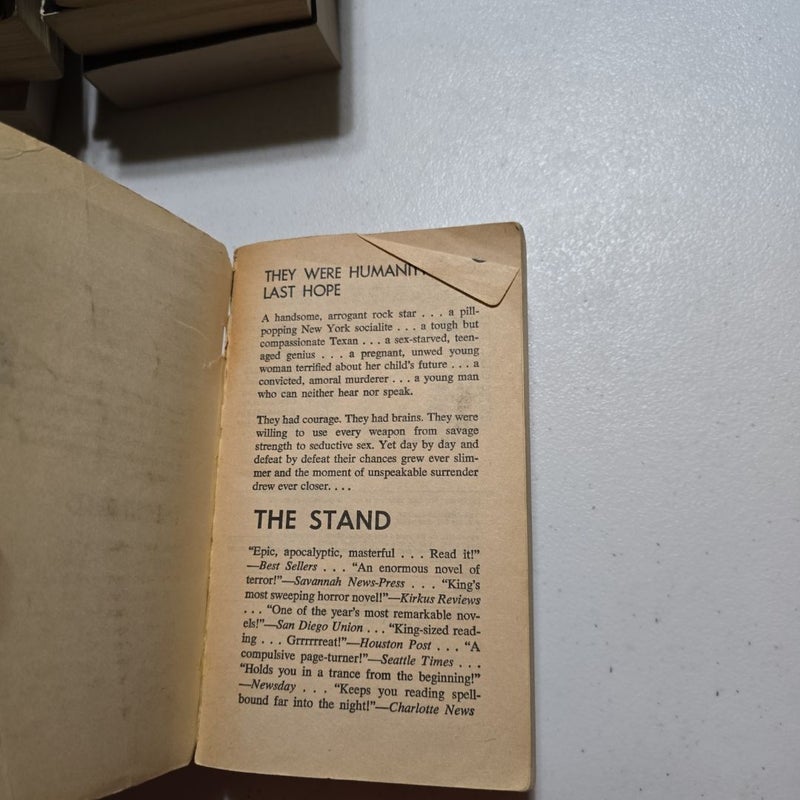 THEY WERE HUMANIT
LAST HOPE
A handsome, arrogant rock star . . . a pill-
popping New York socialite . . . a tough but
compassionate Texan . . . a sex-starved, teen-
aged genius . . . a pregnant, unwed young
woman terrified about her child's future . . . a
convicted, amoral murderer . . . a young man
who can neither hear nor speak.
They had courage. They had brains. They were
willing to use every weapon from savage
strength to seductive sex. Yet day by day and
defeat by defeat their chances grew ever slim-
mer and the moment of unspeakable surrender
drew ever closer. . . .
THE STAND
"Epic, apocalyptic, masterful . . . Read it!"
—Best Sellers . . . "An enormous novel of
terror!"—Savannah News-Press . . . "King's
most sweeping horror novel!"—Kirkus Reviews
. . . "One of the year's most remarkable nov-
els!"—San Diego Union . . . "King-sized read-
ing . . . Grrrrrreat!"—Houston Post . . . "A
compulsive page-turner!"—Seattle Times . . .
"Holds you in a trance from the beginning!"
—Newsday . . . "Keeps you reading spell-
bound far into the night!"—Charlotte News